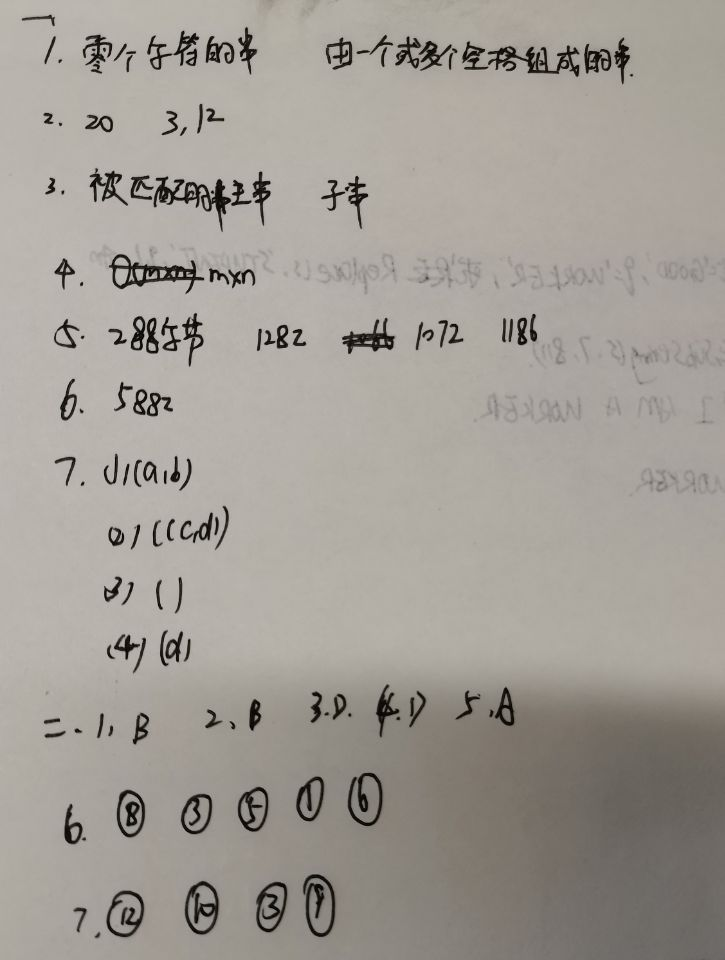 一
1. 零个字符的串 由一个或多个空格组成的串.
2. 20 3,12
3. 被匹配的主串 子串
4. m×n
5. 288字节 1282 1072 1186
6. 5882
7. (1)(a,b)
(2) ((c,d))
(3) ( )
(4) (d)
二.1、B 2、B 3.D. 5.A
6. ⑧ ③ ⑤ ① ⑥
7. ⑫ ⑩ ③